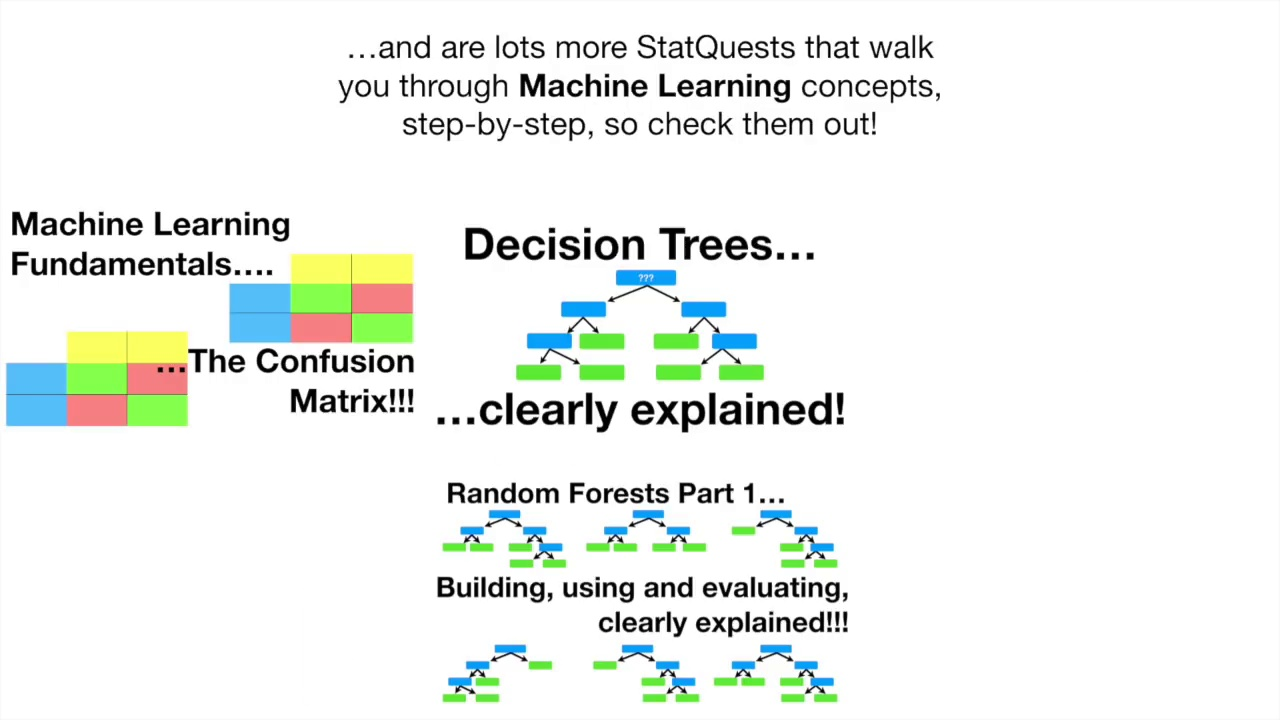 …and are lots more StatQuests that walk
you through Machine Learning concepts,
step-by-step, so check them out!
Machine Learning
Fundamentals….
…The Confusion
Matrix!!!
Decision Trees…
???
…clearly explained!
Random Forests Part 1…
Building, using and evaluating,
clearly explained!!!